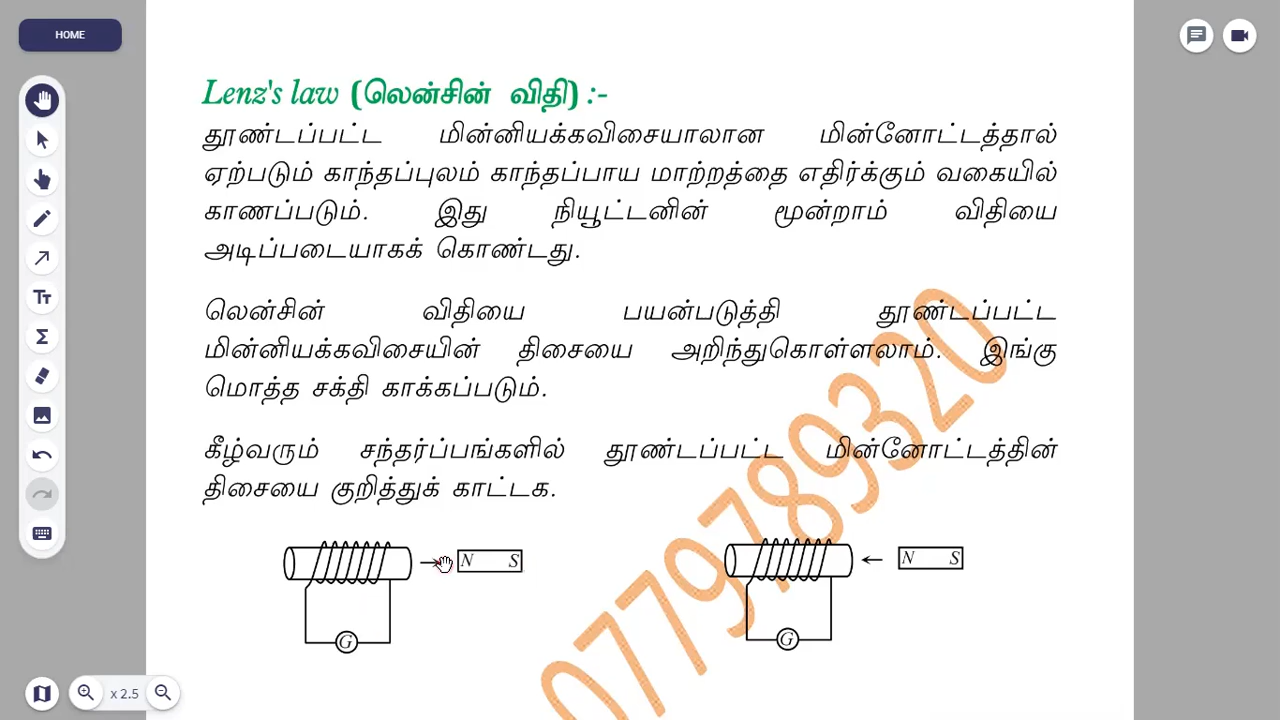 HOME
Lenz's law (லென்சின் விதி) :-
தூண்டப்பட்ட மின்னியக்கவிசையாலான மின்னோட்டத்தால்
ஏற்படும் காந்தப்புலம் காந்தப்பாய மாற்றத்தை எதிர்க்கும் வகையில்
காணப்படும். இது நியூட்டனின் மூன்றாம் விதியை
அடிப்படையாகக் கொண்டது.
லென்சின் விதியை பயன்படுத்தி தூண்டப்பட்ட
மின்னியக்கவிசையின் திசையை அறிந்துகொள்ளலாம். இங்கு
மொத்த சக்தி காக்கப்படும்.
கீழ்வரும் சந்தர்ப்பங்களில் தூண்டப்பட்ட மின்னோட்டத்தின்
திசையை குறித்துக் காட்டக.
N S
N S
G
G
0779789320
x 2.5